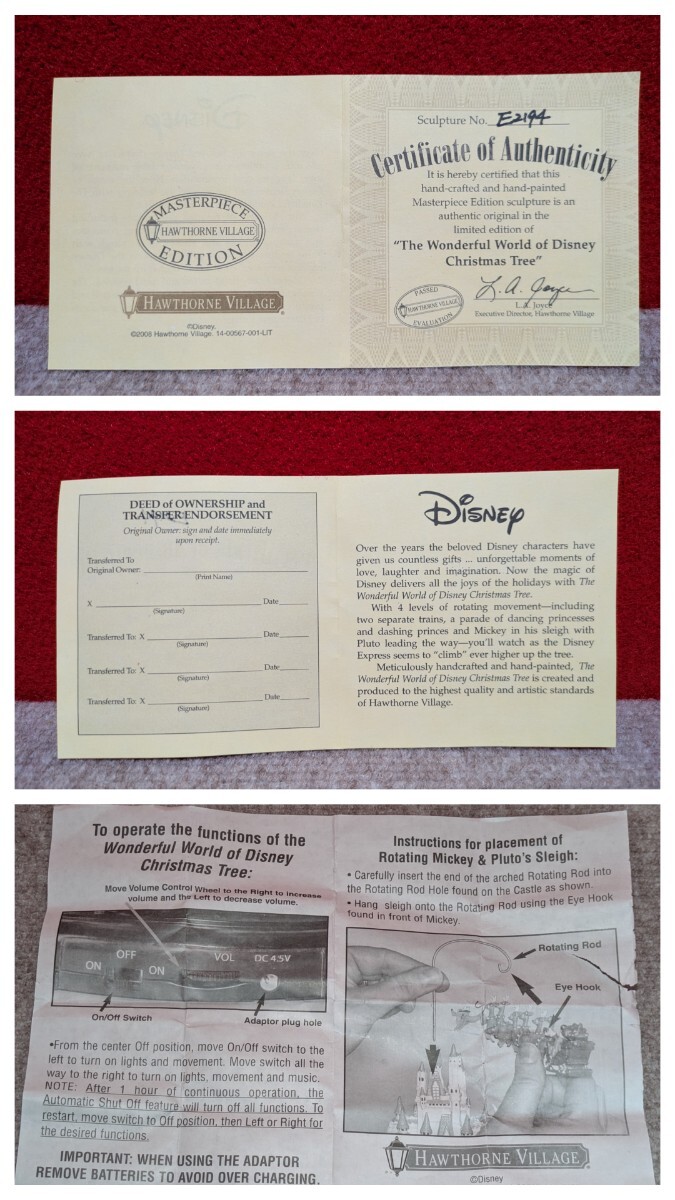 MASTERPIECE
HAWTHORNE VILLAGE
EDITION
HAWTHORNE VILLAGE
©Disney.
©2008 Hawthorne Village. 14-00567-001-LIT
Sculpture No. E2194
Certificate of Authenticity
It is hereby certified that this
hand-crafted and hand-painted
Masterpiece Edition sculpture is an
authentic original in the
limited edition of
“The Wonderful World of Disney
Christmas Tree”
PASSED
HAWTHORNE VILLAGE
EVALUATION
L. A. Joyce
L. A. Joyce
Executive Director, Hawthorne Village
DEED of OWNERSHIP and
TRANSFER ENDORSEMENT
Original Owner: sign and date immediately
upon receipt.
Transferred To
Original Owner:
(Print Name)
X Date
(Signature)
Transferred To: X Date
(Signature)
Transferred To: X Date
(Signature)
Transferred To: X Date
(Signature)
DISNEY
Over the years the beloved Disney characters have
given us countless gifts ... unforgettable moments of
love, laughter and imagination. Now the magic of
Disney delivers all the joys of the holidays with The
Wonderful World of Disney Christmas Tree.
With 4 levels of rotating movement—including
two separate trains, a parade of dancing princesses
and dashing princes and Mickey in his sleigh with
Pluto leading the way—you’ll watch as the Disney
Express seems to “climb” ever higher up the tree.
Meticulously handcrafted and hand-painted, The
Wonderful World of Disney Christmas Tree is created and
produced to the highest quality and artistic standards
of Hawthorne Village.
To operate the functions of the
Wonderful World of Disney
Christmas Tree:
Move Volume Control Wheel to the Right to increase
volume and the Left to decrease volume.
OFF
ON ON
VOL DC 4.5V
On/Off Switch
Adaptor plug hole
•From the center Off position, move On/Off switch to the
left to turn on lights and movement. Move switch all the
way to the right to turn on lights, movement and music.
NOTE: After 1 hour of continuous operation, the
Automatic Shut Off feature will turn off all functions. To
restart, move switch to Off position, then Left or Right for
the desired functions.
IMPORTANT: WHEN USING THE ADAPTOR
REMOVE BATTERIES TO AVOID OVER CHARGING.
Instructions for placement of
Rotating Mickey & Pluto’s Sleigh:
• Carefully insert the end of the arched Rotating Rod into
the Rotating Rod Hole found on the Castle as shown.
• Hang sleigh onto the Rotating Rod using the Eye Hook
found in front of Mickey.
Rotating Rod
Eye Hook
HAWTHORNE VILLAGE
©Disney